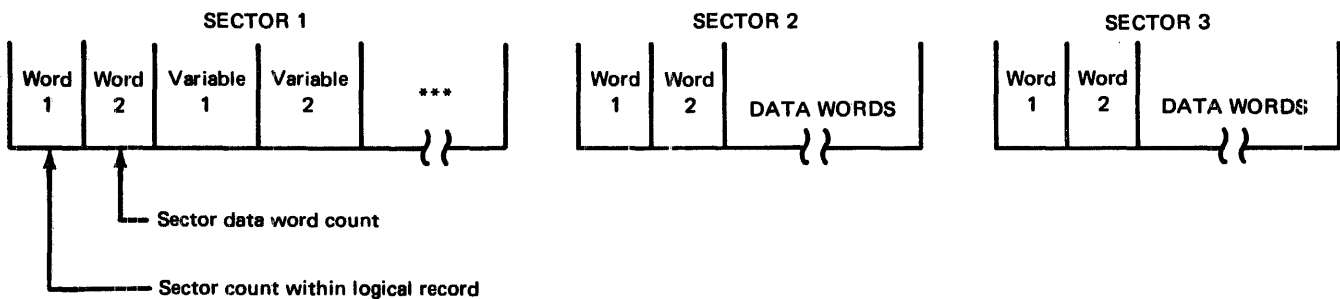 SECTOR 1
Word 1
Word 2
Variable 1
Variable 2
***
Sector data word count
Sector count within logical record
SECTOR 2
Word 1
Word 2
DATA WORDS
SECTOR 3
Word 1
Word 2
DATA WORDS